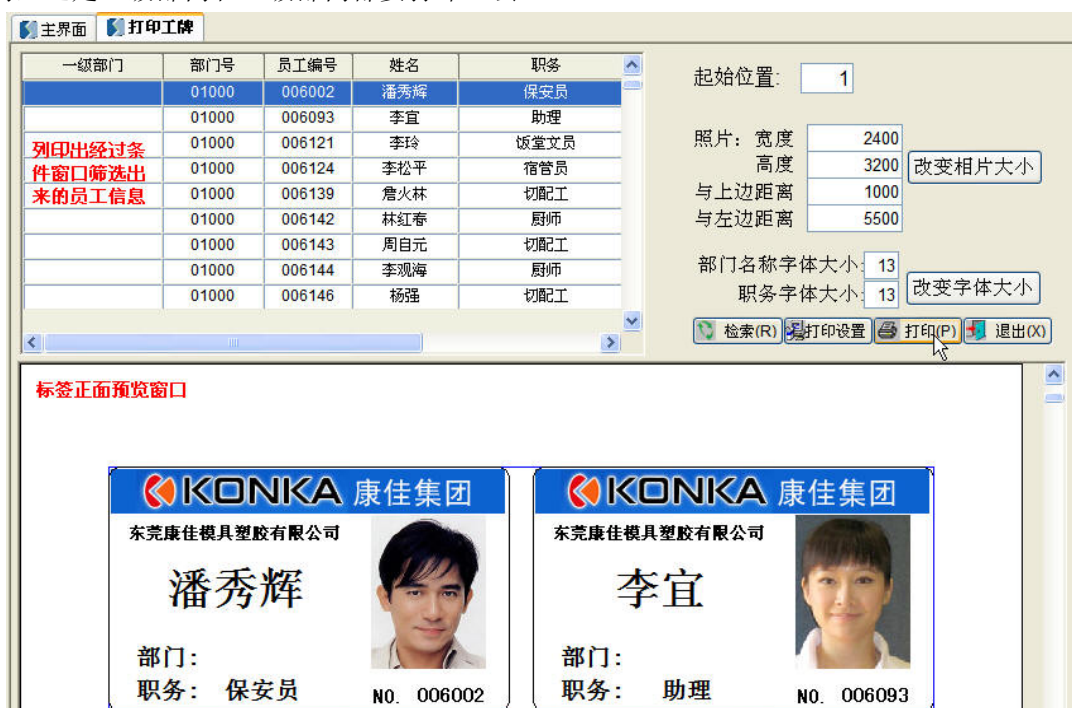 主界面 打印工牌
一级部门 部门号 员工编号 姓名 职务
01000 006002 潘秀辉 保安员
01000 006093 李宜 助理
01000 006121 李玲 饭堂文员
01000 006124 李松平 宿管员
01000 006139 詹火林 切配工
01000 006142 林红春 厨师
01000 006143 周自元 切配工
01000 006144 李观海 厨师
01000 006146 杨强 切配工
列印出经过条
件窗口筛选出
来的员工信息
起始位置: 1
照片: 宽度 2400
高度 3200 改变相片大小
与上边距离 1000
与左边距离 5500
部门名称字体大小: 13
职务字体大小: 13 改变字体大小
检索(R) 打印设置 打印(P) 退出(X)
标签正面预览窗口
KONKA 康佳集团
东莞康佳模具塑胶有限公司
潘秀辉
部门:
职务: 保安员 NO. 006002
KONKA 康佳集团
东莞康佳模具塑胶有限公司
李宜
部门:
职务: 助理 NO. 006093